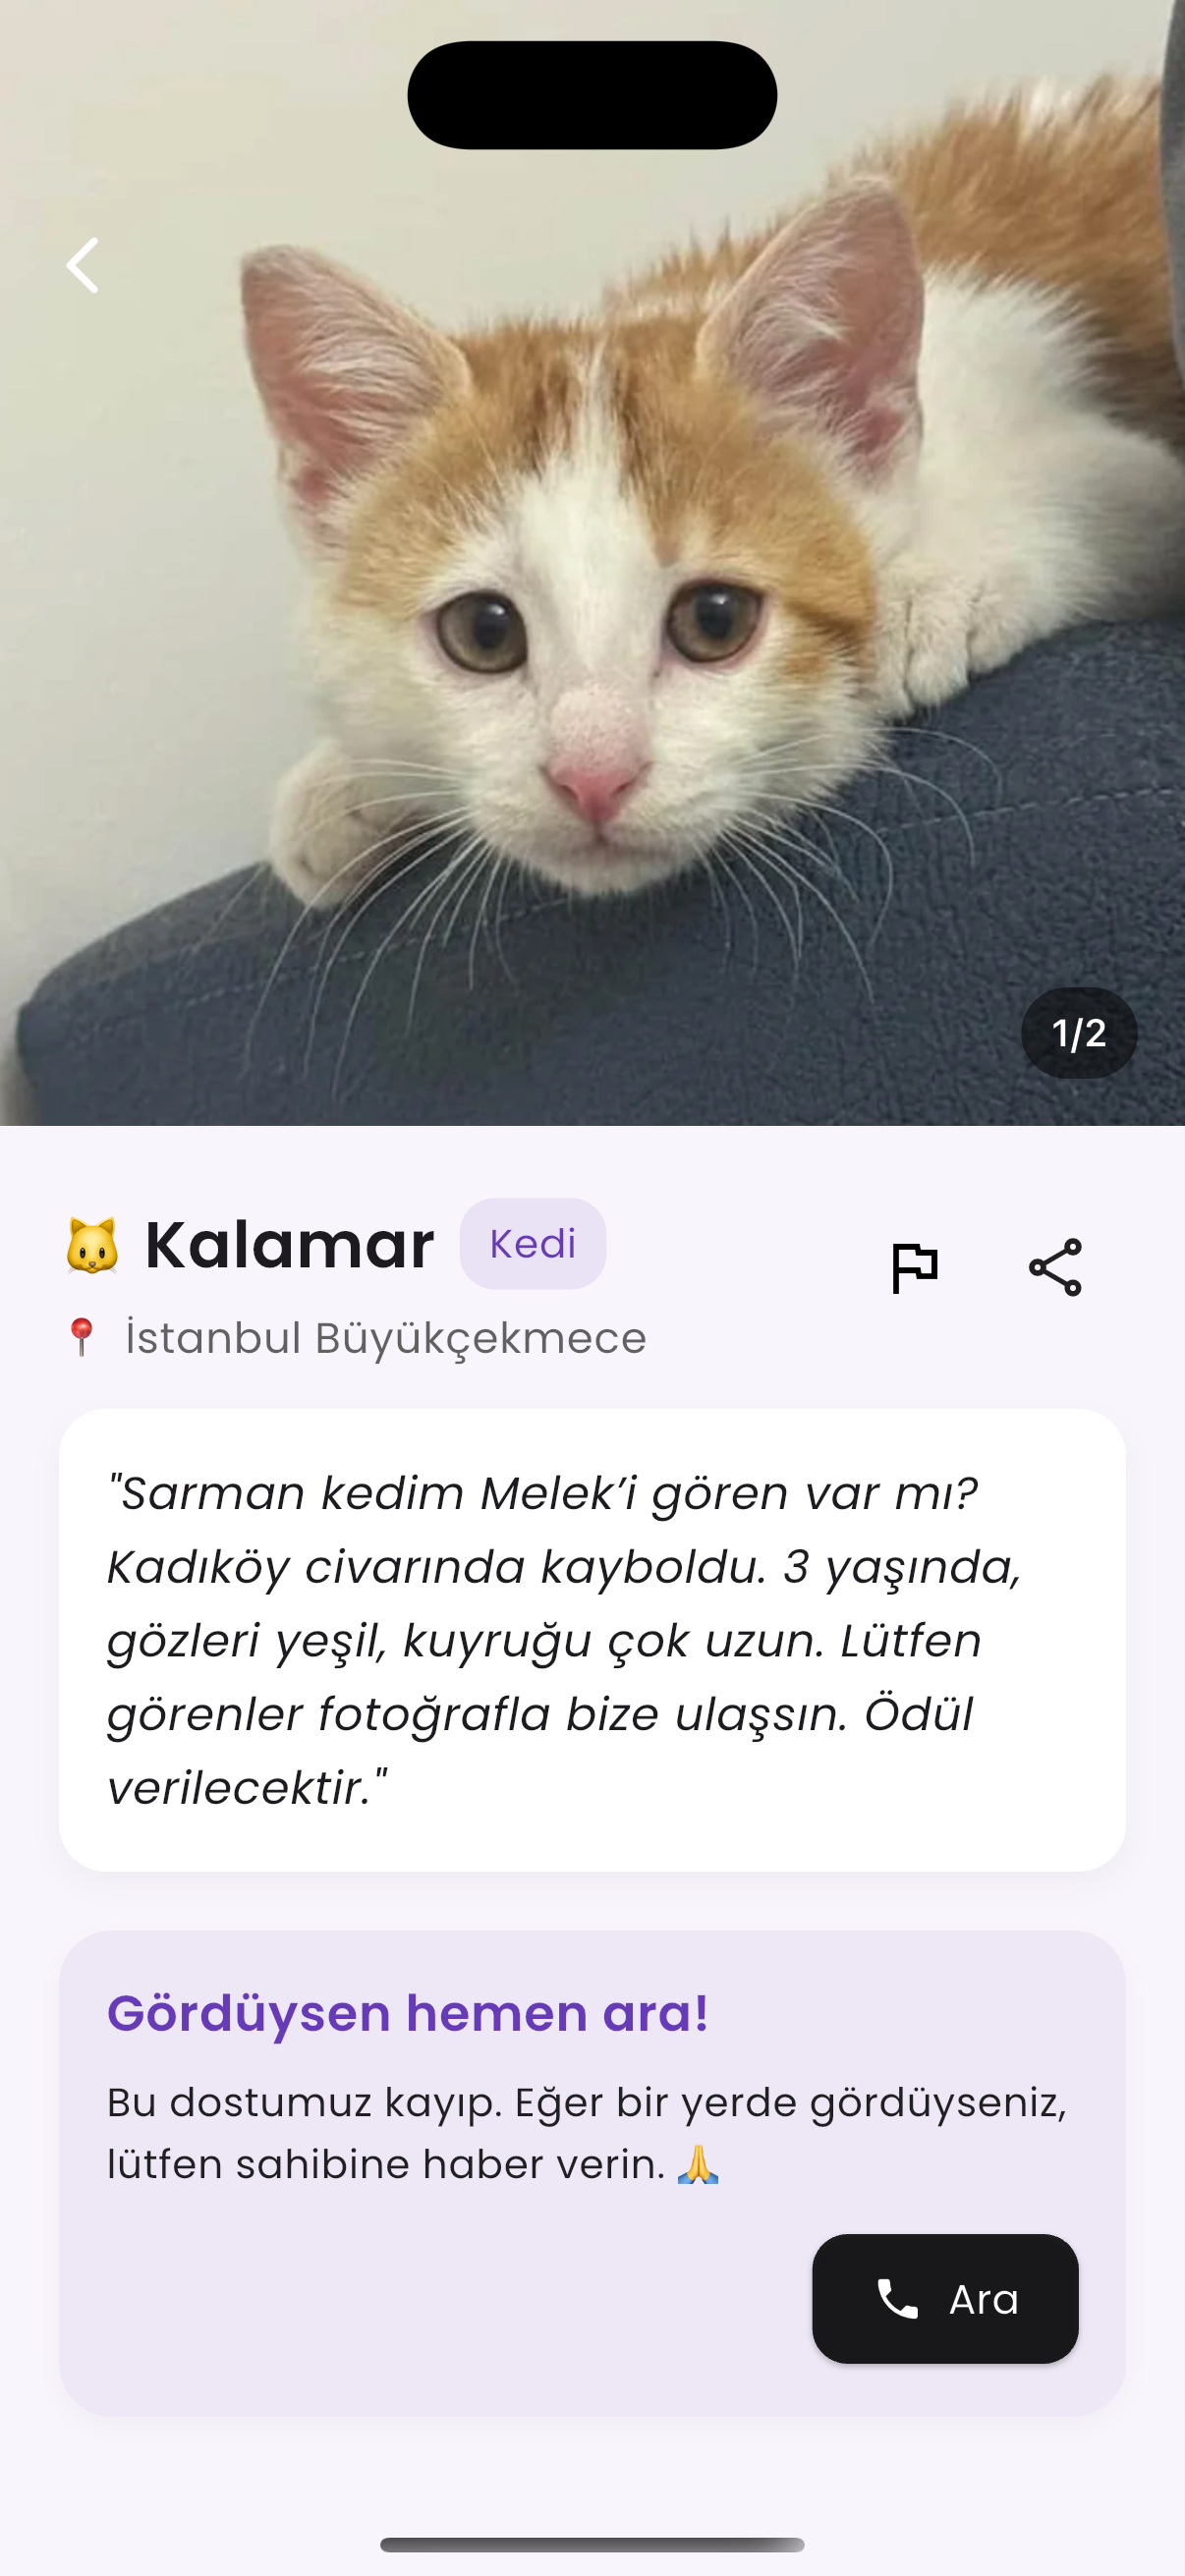 1/2
Kalamar Kedi
İstanbul Büyükçekmece
"Sarman kedim Melek’i gören var mı?
Kadıköy civarında kayboldu. 3 yaşında,
gözleri yeşil, kuyruğu çok uzun. Lütfen
görenler fotoğrafla bize ulaşsın. Ödül
verilecektir."
Gördüysen hemen ara!
Bu dostumuz kayıp. Eğer bir yerde gördüyseniz,
lütfen sahibine haber verin. 🙏
Ara